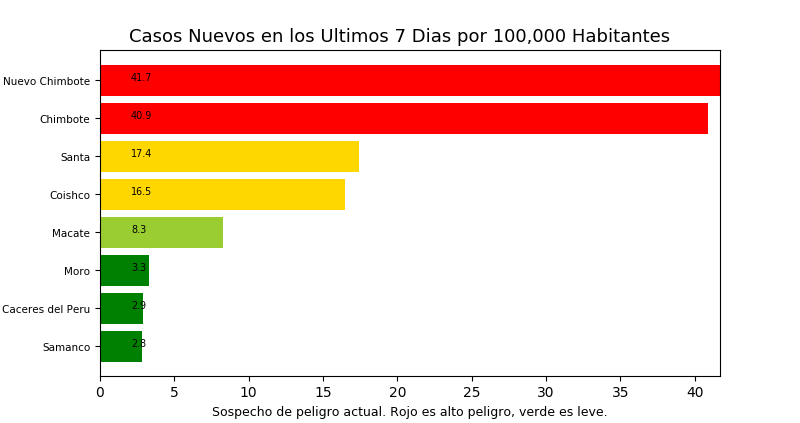 Casos Nuevos en los Ultimos 7 Dias por 100,000 Habitantes
Nuevo Chimbote 41.7
Chimbote 40.9
Santa 17.4
Coishco 16.5
Macate 8.3
Moro 3.3
Caceres del Peru 2.9
Samanco 2.8
0 5 10 15 20 25 30 35 40
Sospecho de peligro actual. Rojo es alto peligro, verde es leve.